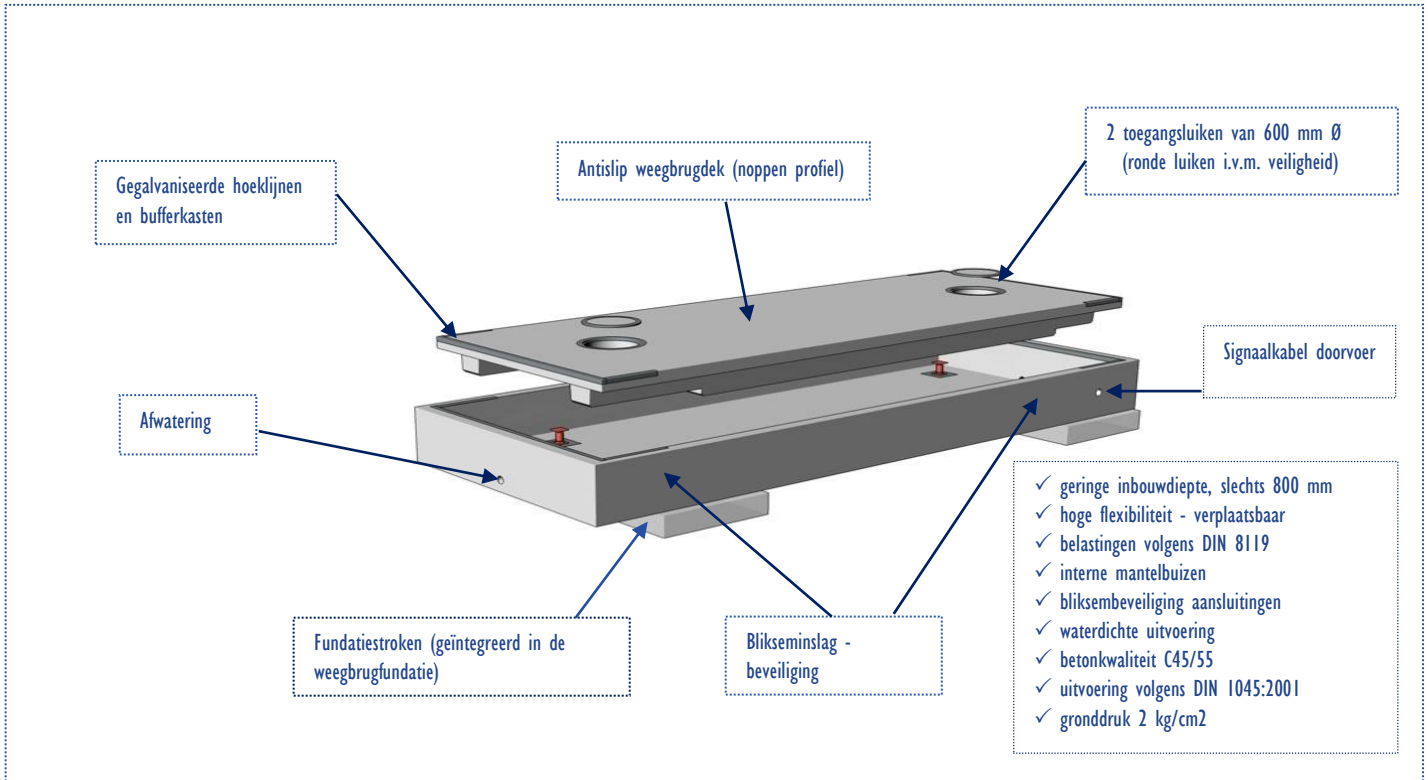 2 toegangsluiken van 600 mm Ø
(ronde luiken i.v.m. veiligheid)
Antislip weegbrugdek (noppen profiel)
Gegalvaniseerde hoeklijnen
en bufferkasten
Signaalkabel doorvoer
Afwatering
✓ geringe inbouwdiepte, slechts 800 mm
✓ hoge flexibiliteit - verplaatsbaar
✓ belastingen volgens DIN 8119
✓ interne mantelbuizen
✓ bliksembeveiliging aansluitingen
✓ waterdichte uitvoering
✓ betonkwaliteit C45/55
✓ uitvoering volgens DIN 1045:2001
✓ gronddruk 2 kg/cm2
Fundatiestroken (geïntegreerd in de
weegbrugfundatie)
Blikseminslag -
beveiliging